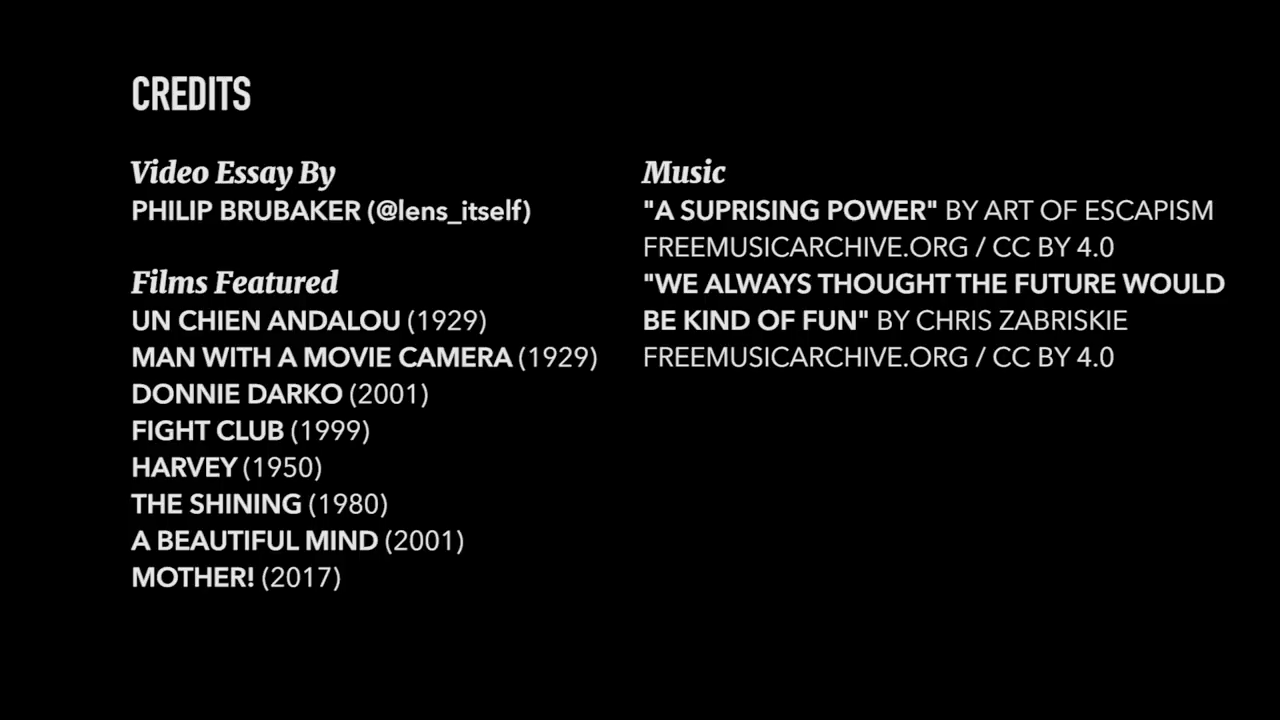 CREDITS
Video Essay By
PHILIP BRUBAKER (@lens_itself)
Films Featured
UN CHIEN ANDALOU (1929)
MAN WITH A MOVIE CAMERA (1929)
DONNIE DARKO (2001)
FIGHT CLUB (1999)
HARVEY (1950)
THE SHINING (1980)
A BEAUTIFUL MIND (2001)
MOTHER! (2017)
Music
"A SUPRISING POWER" BY ART OF ESCAPISM
FREEMUSICARCHIVE.ORG / CC BY 4.0
"WE ALWAYS THOUGHT THE FUTURE WOULD
BE KIND OF FUN" BY CHRIS ZABRISKIE
FREEMUSICARCHIVE.ORG / CC BY 4.0